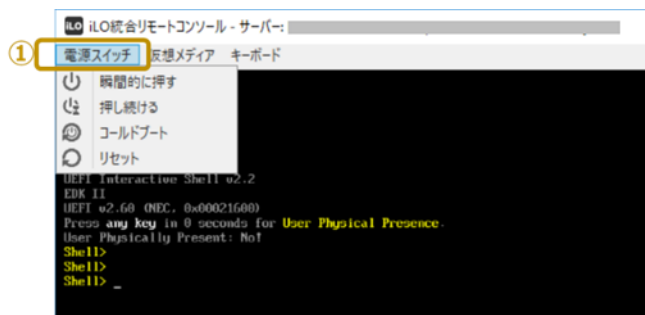 iLO iLO統合リモートコンソール - サーバー:
① 電源スイッチ 仮想メディア キーボード
瞬間的に押す
押し続ける
コールドブート
リセット
UEFI Interactive Shell v2.2
EDK II
UEFI v2.60 (NEC, 0x00021600)
Press any key in 0 seconds for User Physical Presence.
User Physically Present: No!
Shell>
Shell>
Shell> _